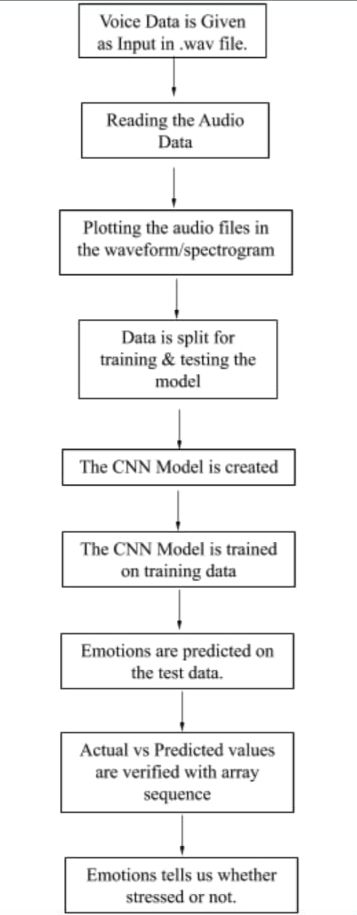 Voice Data is Given
as Input in .wav file.
Reading the Audio
Data
Plotting the audio files in
the waveform/spectrogram
Data is split for
training & testing the
model
The CNN Model is created
The CNN Model is trained
on training data
Emotions are predicted on
the test data.
Actual vs Predicted values
are verified with array
sequence
Emotions tells us whether
stressed or not.